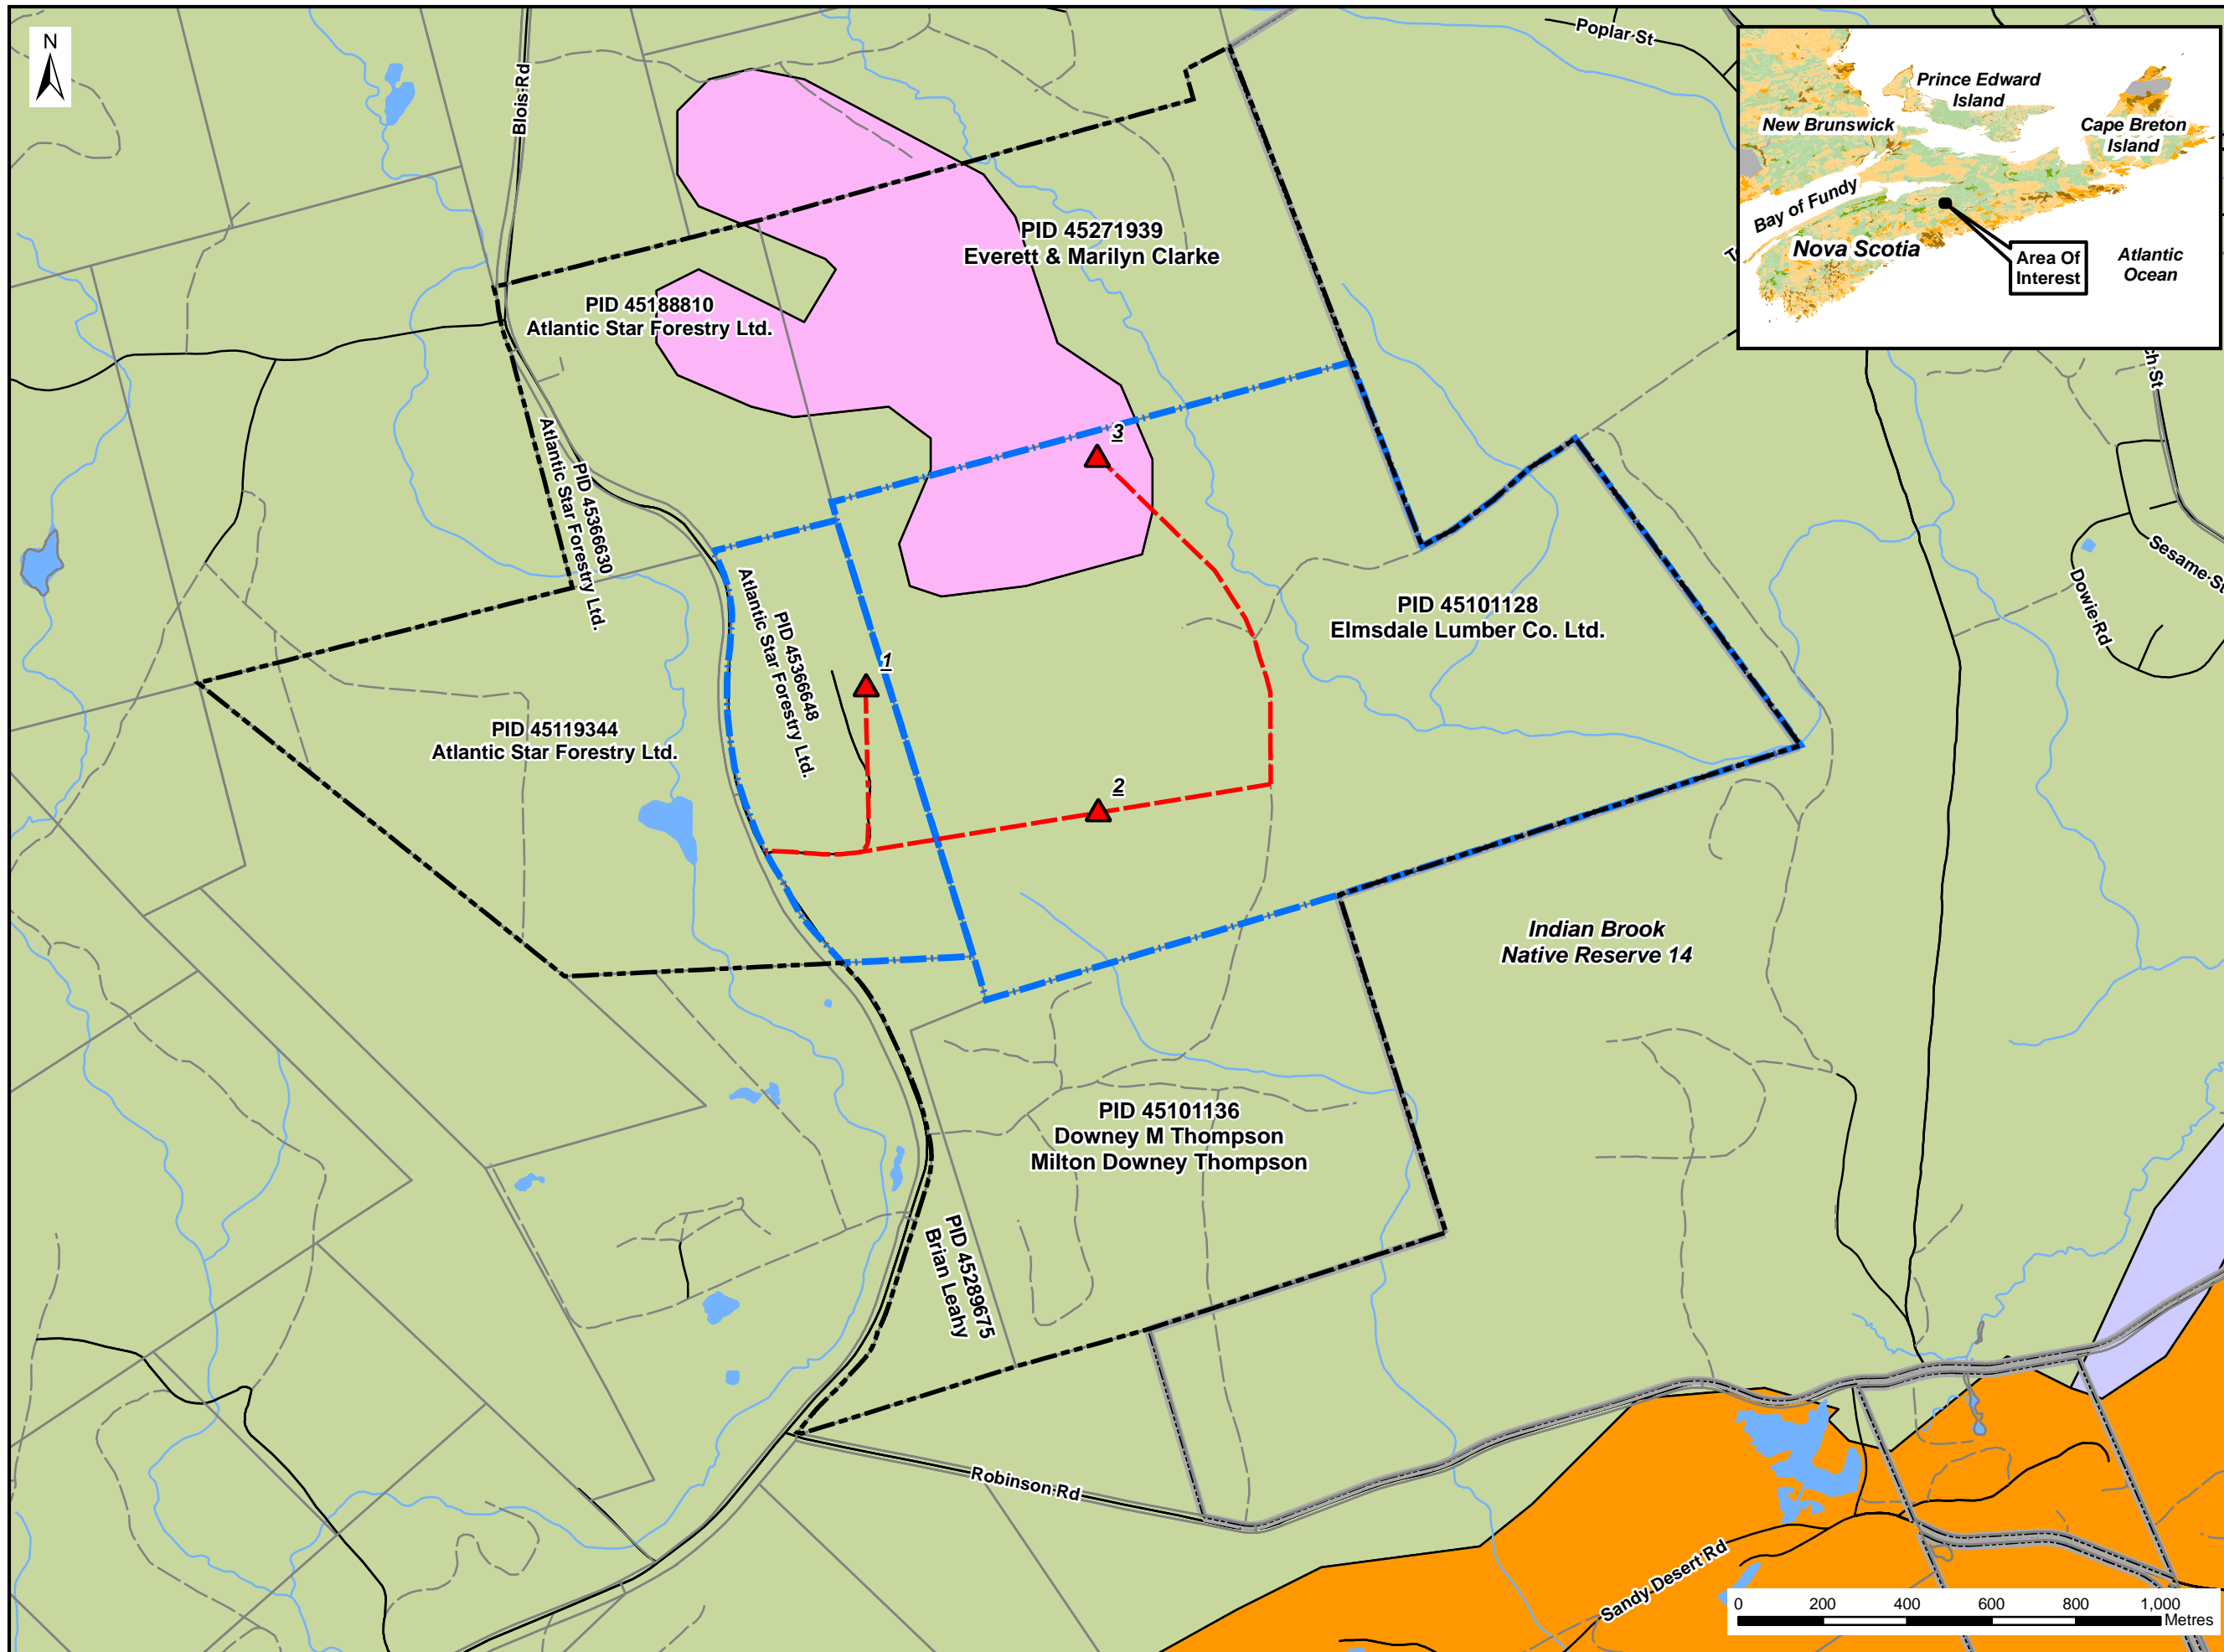 N
Blois Rd
Poplar St
Prince Edward
Island
New Brunswick
Cape Breton
Island
Bay of Fundy
Nova Scotia
Area Of
Interest
Atlantic
Ocean
PID 45271939
Everett & Marilyn Clarke
PID 45188810
Atlantic Star Forestry Ltd.
PID 45366630
Atlantic Star Forestry Ltd.
3
ch St
Sesame St
Dowie Rd
PID 45101128
Elmsdale Lumber Co. Ltd.
PID 45366648
Atlantic Star Forestry Ltd.
1
PID 45119344
Atlantic Star Forestry Ltd.
2
Indian Brook
Native Reserve 14
PID 45101136
Downey M Thompson
Milton Downey Thompson
PID 45289675
Brian Leahy
Robinson Rd
Sandy Desert Rd
0 200 400 600 800 1,000
Metres